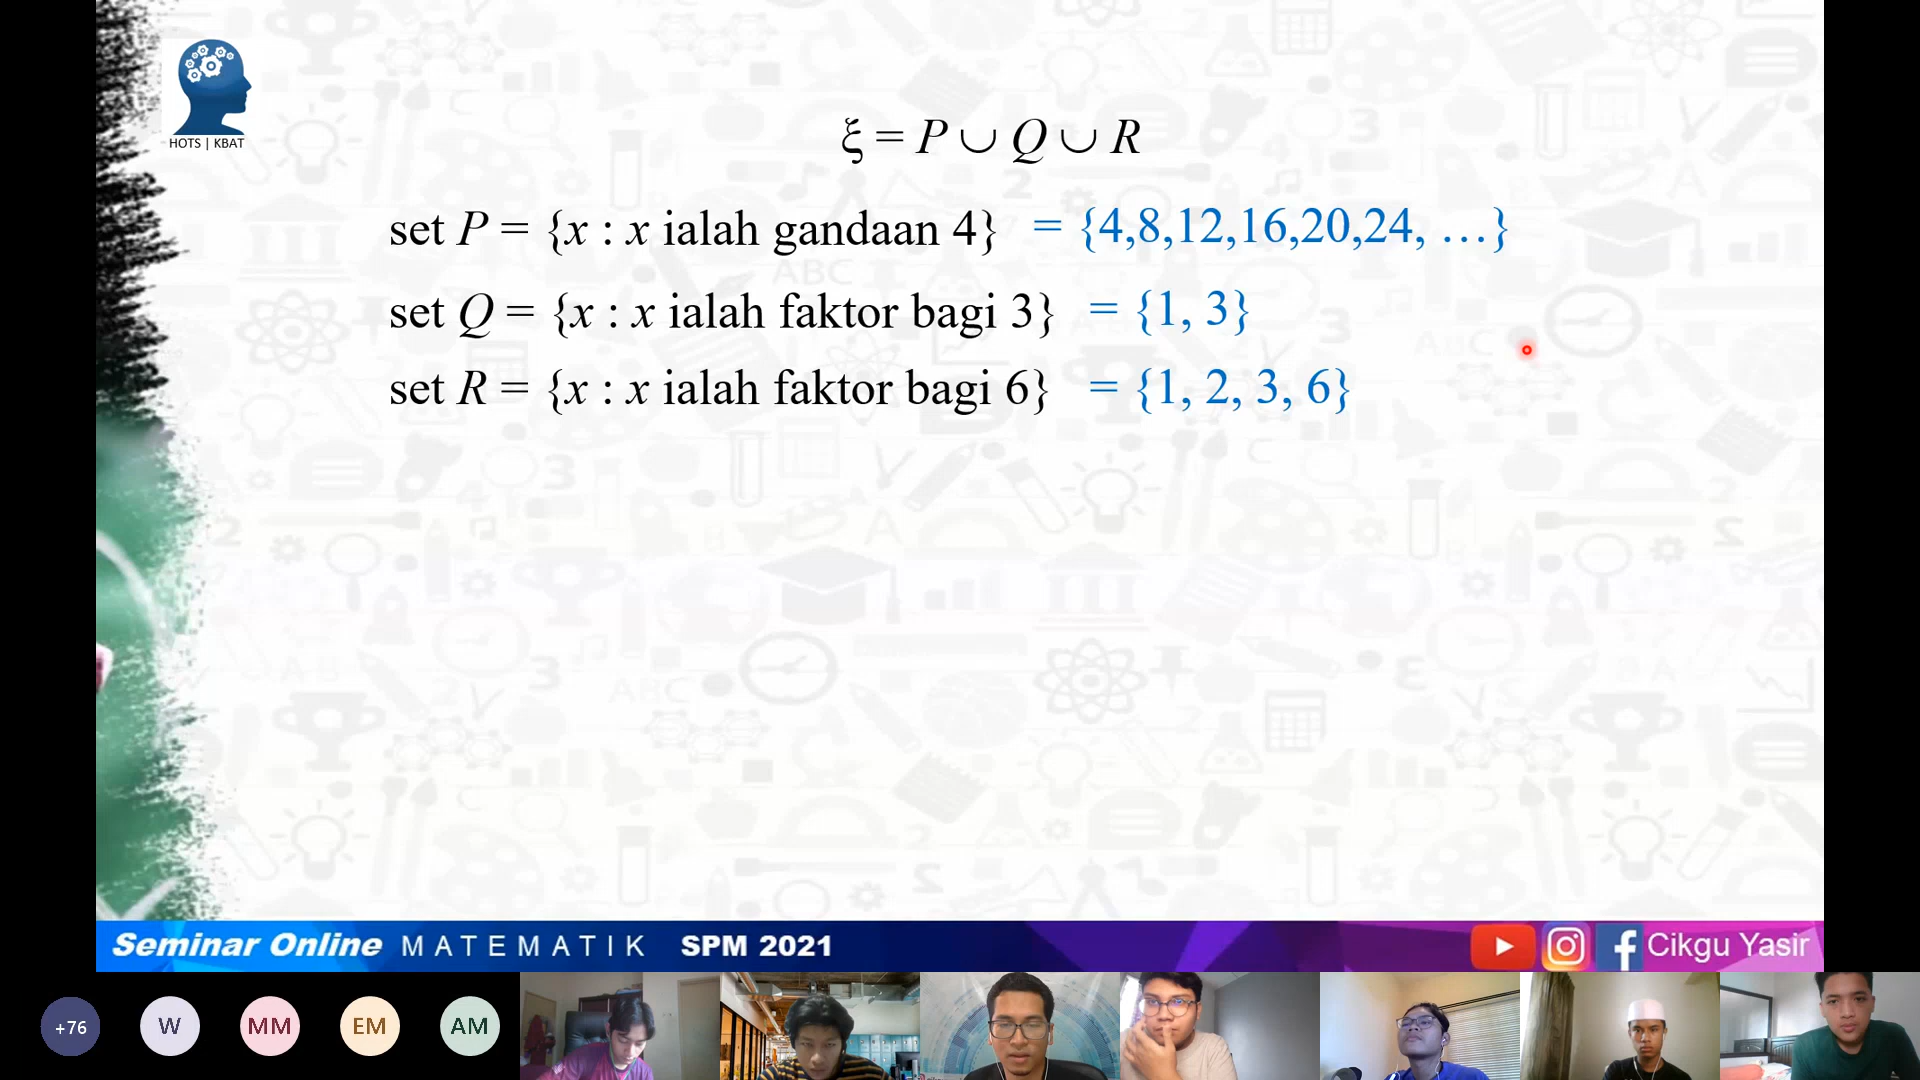 HOTS | KBAT
ξ = P ∪ Q ∪ R
set P = {x : x ialah gandaan 4} = {4,8,12,16,20,24, …}
set Q = {x : x ialah faktor bagi 3} = {1, 3}
set R = {x : x ialah faktor bagi 6} = {1, 2, 3, 6}
Seminar Online MATEMATIK SPM 2021
Cikgu Yasir
+76 W MM EM AM